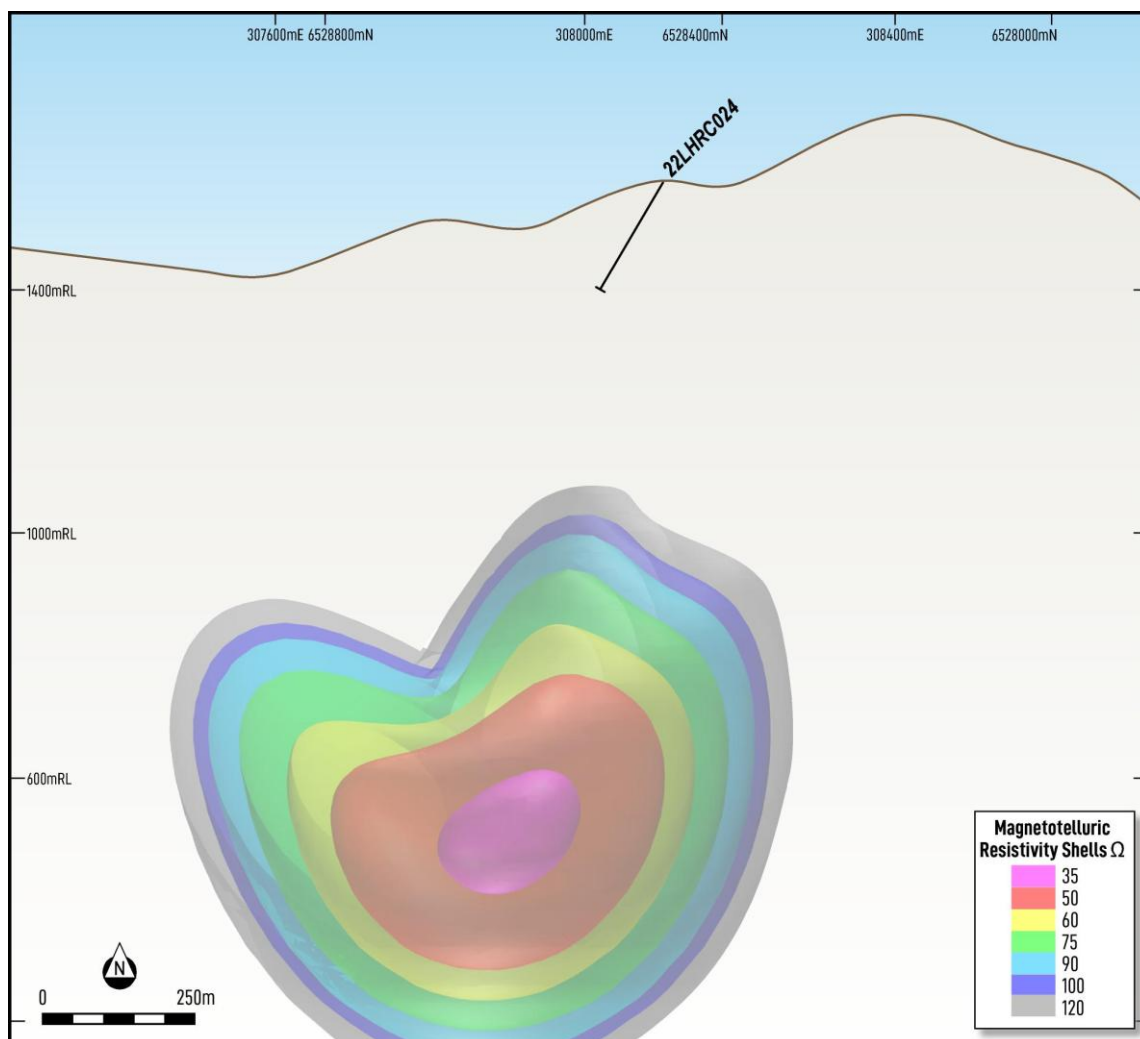 307600mE 6528800mN 308000mE 6528400mN 308400mE 6528000mN
22LHRC024
1400mRL
1000mRL
600mRL
Magnetotelluric
Resistivity Shells Ω
35
50
60
75
90
100
120
N
0 250m